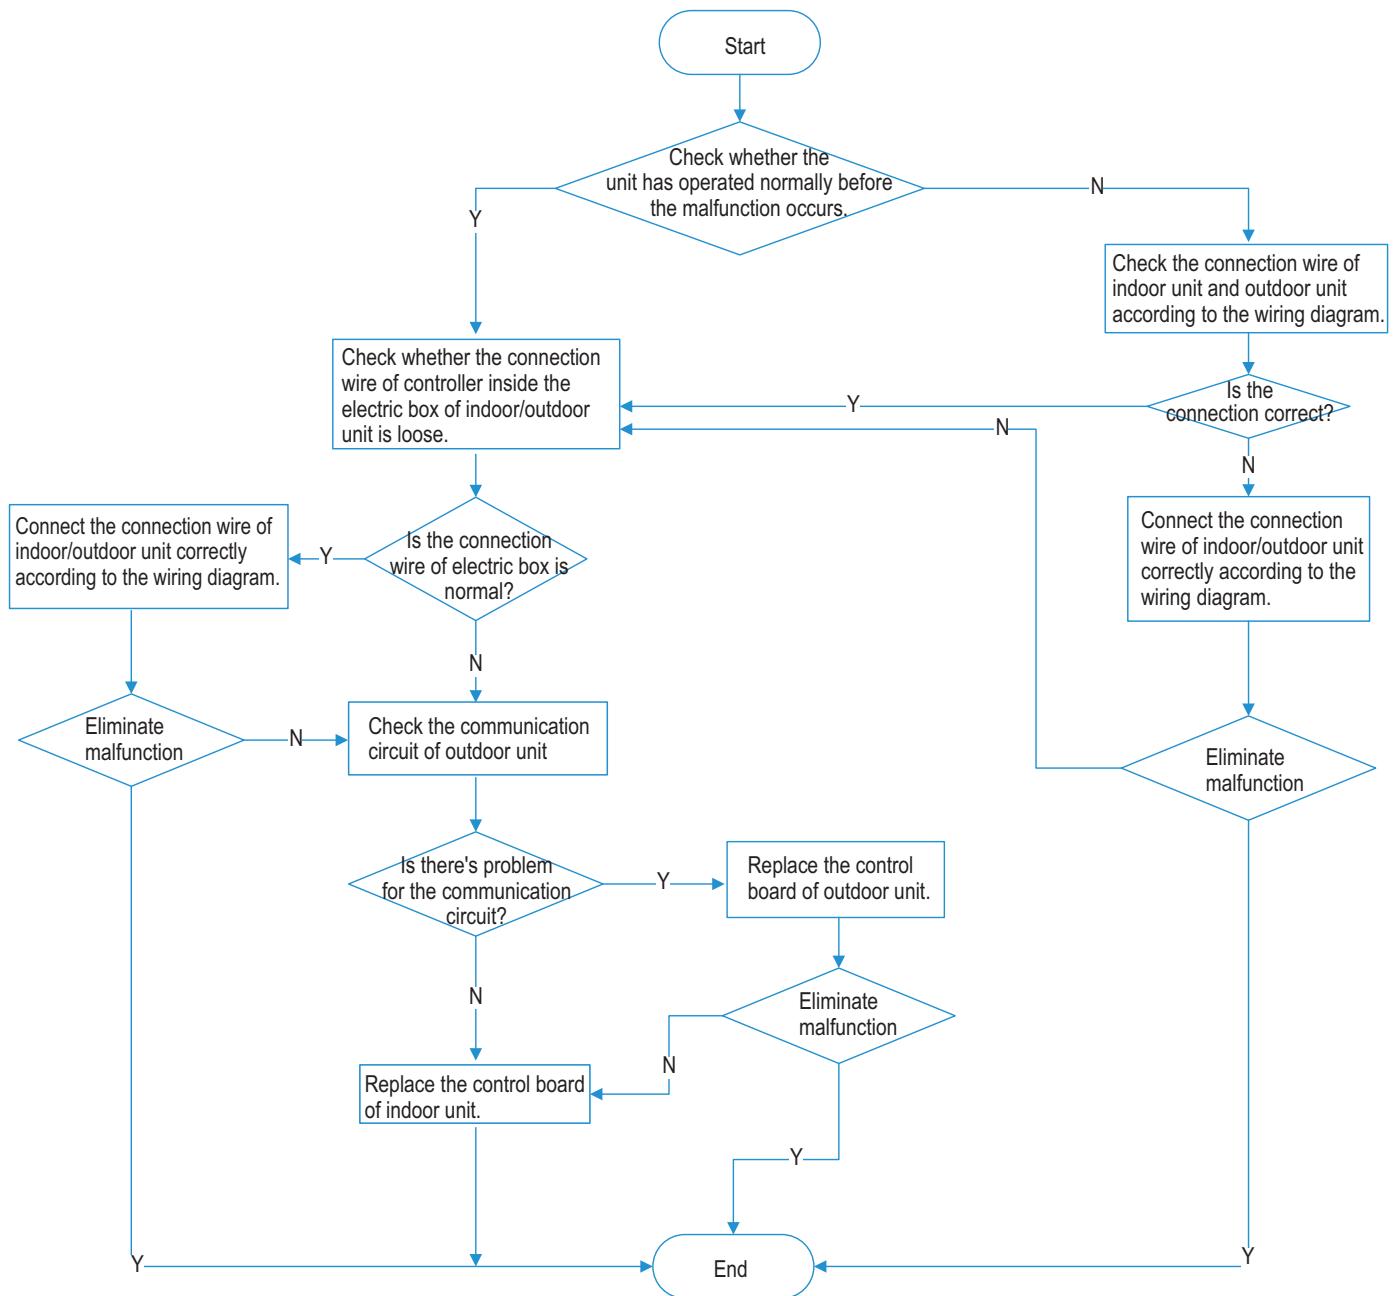 Start
Check whether the
unit has operated normally before
the malfunction occurs.
N
Y
Check the connection wire of
indoor unit and outdoor unit
according to the wiring diagram.
Check whether the connection
wire of controller inside the
electric box of indoor/outdoor
unit is loose.
Is the
connection correct?
Y
N
N
Connect the connection wire of
indoor/outdoor unit correctly
according to the wiring diagram.
Y
Is the connection
wire of electric box is
normal?
Connect the connection
wire of indoor/outdoor unit
correctly according to the
wiring diagram.
N
Eliminate
malfunction
N
Check the communication
circuit of outdoor unit
Eliminate
malfunction
Is there's problem
for the communication
circuit?
Y
Replace the control
board of outdoor unit.
N
Eliminate
malfunction
N
Replace the control board
of indoor unit.
Y
Y
End
Y